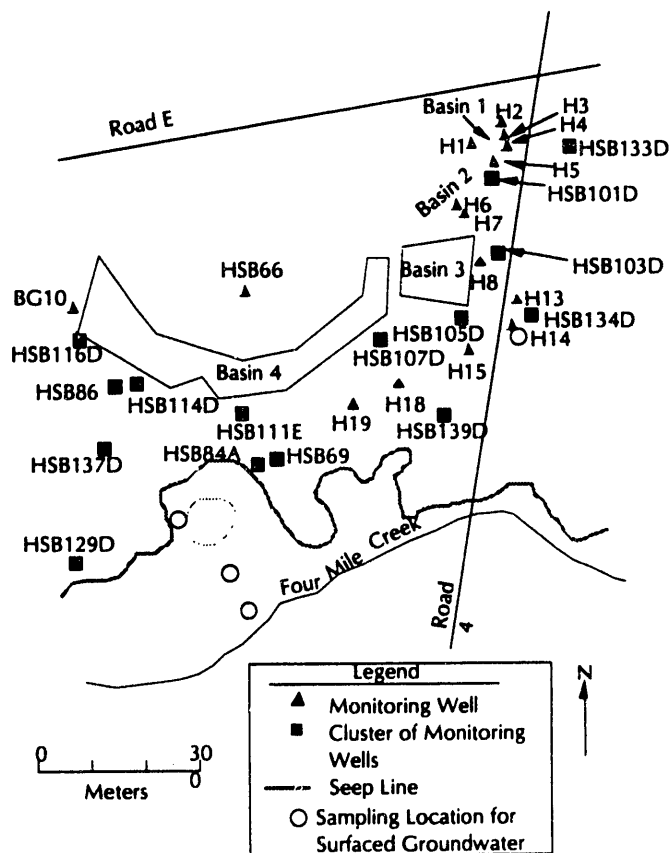 Road E
Basin 1
H2
H3
H4
H1
HSB133D
H5
HSB101D
Basin 2
H6
H7
HSB66
Basin 3
H8
HSB103D
BG10
H13
HSB134D
H14
HSB105D
HSB107D
H15
HSB116D
Basin 4
HSB86
HSB114D
H18
H19
HSB139D
HSB111E
HSB84A
HSB69
HSB137D
HSB129D
Four Mile Creek
Road
4
Legend
Monitoring Well
Cluster of Monitoring
Wells
Seep Line
Sampling Location for
Surfaced Groundwater
N
0
30
0
Meters